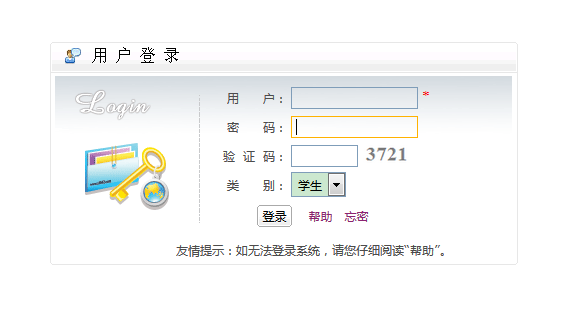 用 户 登 录
Login
用 户： *
密 码：
验 证 码： 3721
类 别： 学生
登录 帮助 忘密
友情提示：如无法登录系统，请您仔细阅读“帮助”。